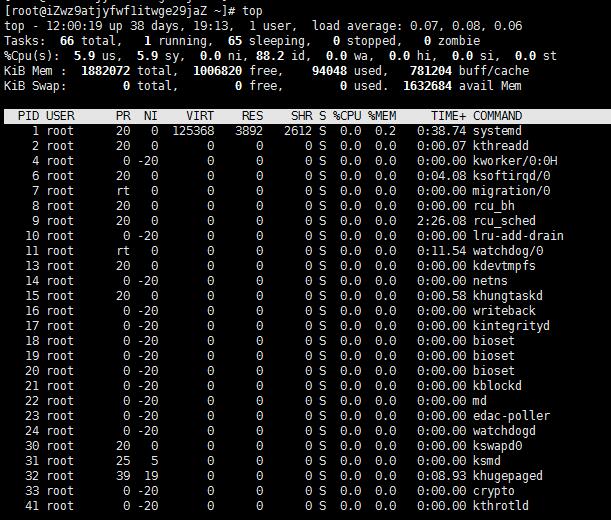 [root@iZwz9atjyfwf1itwge29jaZ ~]# top
top - 12:00:19 up 38 days, 19:13,  1 user,  load average: 0.07, 0.08, 0.06
Tasks:  66 total,   1 running,  65 sleeping,   0 stopped,   0 zombie
%Cpu(s):  5.9 us,  5.9 sy,  0.0 ni, 88.2 id,  0.0 wa,  0.0 hi,  0.0 si,  0.0 st
KiB Mem :  1882072 total,  1006820 free,    94048 used,   781204 buff/cache
KiB Swap:        0 total,        0 free,        0 used.  1632684 avail Mem
PID USER      PR  NI    VIRT    RES    SHR S %CPU %MEM     TIME+ COMMAND
1 root      20   0  125368   3892   2612 S  0.0  0.2   0:38.74 systemd
2 root      20   0       0      0      0 S  0.0  0.0   0:00.07 kthreadd
4 root       0 -20       0      0      0 S  0.0  0.0   0:00.00 kworker/0:0H
6 root      20   0       0      0      0 S  0.0  0.0   0:04.08 ksoftirqd/0
7 root      rt   0       0      0      0 S  0.0  0.0   0:00.00 migration/0
8 root      20   0       0      0      0 S  0.0  0.0   0:00.00 rcu_bh
9 root      20   0       0      0      0 S  0.0  0.0   2:26.08 rcu_sched
10 root       0 -20       0      0      0 S  0.0  0.0   0:00.00 lru-add-drain
11 root      rt   0       0      0      0 S  0.0  0.0   0:11.54 watchdog/0
13 root      20   0       0      0      0 S  0.0  0.0   0:00.00 kdevtmpfs
14 root       0 -20       0      0      0 S  0.0  0.0   0:00.00 netns
15 root      20   0       0      0      0 S  0.0  0.0   0:00.58 khungtaskd
16 root       0 -20       0      0      0 S  0.0  0.0   0:00.00 writeback
17 root       0 -20       0      0      0 S  0.0  0.0   0:00.00 kintegrityd
18 root       0 -20       0      0      0 S  0.0  0.0   0:00.00 bioset
19 root       0 -20       0      0      0 S  0.0  0.0   0:00.00 bioset
20 root       0 -20       0      0      0 S  0.0  0.0   0:00.00 bioset
21 root       0 -20       0      0      0 S  0.0  0.0   0:00.00 kblockd
22 root       0 -20       0      0      0 S  0.0  0.0   0:00.00 md
23 root       0 -20       0      0      0 S  0.0  0.0   0:00.00 edac-poller
24 root       0 -20       0      0      0 S  0.0  0.0   0:00.00 watchdogd
30 root      20   0       0      0      0 S  0.0  0.0   0:00.00 kswapd0
31 root      25   5       0      0      0 S  0.0  0.0   0:00.00 ksmd
32 root      39  19       0      0      0 S  0.0  0.0   0:08.93 khugepaged
33 root       0 -20       0      0      0 S  0.0  0.0   0:00.00 crypto
41 root       0 -20       0      0      0 S  0.0  0.0   0:00.00 kthrotld